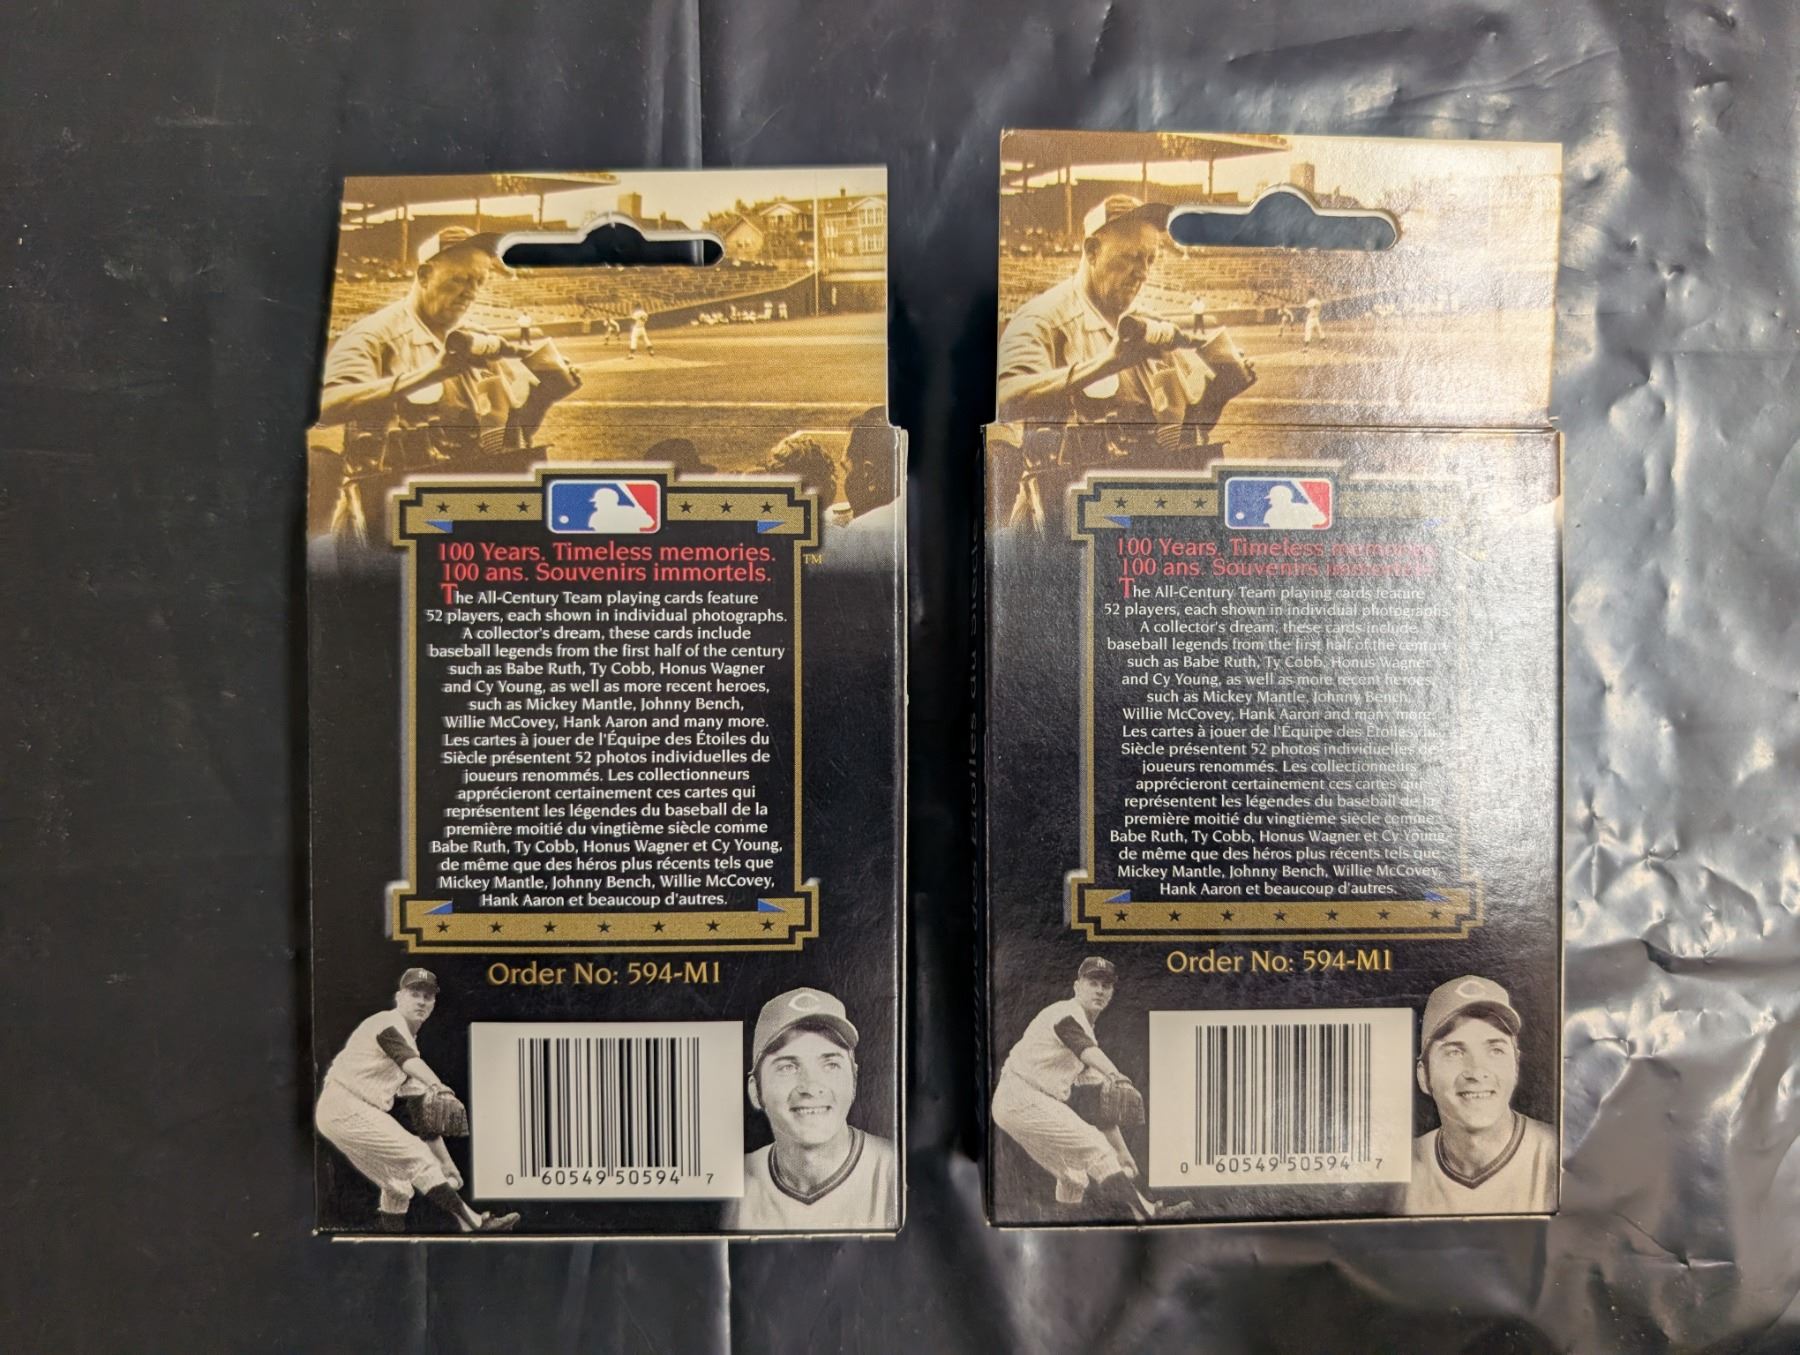 100 Years. Timeless memories.
100 ans. Souvenirs immortels.
The All-Century Team playing cards feature
52 players, each shown in individual photographs.
A collector's dream, these cards include
baseball legends from the first half of the century
such as Babe Ruth, Ty Cobb, Honus Wagner
and Cy Young, as well as more recent heroes,
such as Mickey Mantle, Johnny Bench,
Willie McCovey, Hank Aaron and many more.
Les cartes à jouer de l'Équipe des Étoiles du
Siècle présentent 52 photos individuelles de
joueurs renommés. Les collectionneurs
apprécieront certainement ces cartes qui
représentent les légendes du baseball de la
première moitié du vingtième siècle comme
Babe Ruth, Ty Cobb, Honus Wagner et Cy Young,
de même que des héros plus récents tels que
Mickey Mantle, Johnny Bench, Willie McCovey,
Hank Aaron et beaucoup d'autres.
TM
Order No: 594-M1
0 60549 50594 7
100 Years. Timeless memories.
100 ans. Souvenirs immortels.
The All-Century Team playing cards feature
52 players, each shown in individual photographs.
A collector's dream, these cards include
baseball legends from the first half of the century
such as Babe Ruth, Ty Cobb, Honus Wagner
and Cy Young, as well as more recent heroes,
such as Mickey Mantle, Johnny Bench,
Willie McCovey, Hank Aaron and many more.
Les cartes à jouer de l'Équipe des Étoiles du
Siècle présentent 52 photos individuelles de
joueurs renommés. Les collectionneurs
apprécieront certainement ces cartes qui
représentent les légendes du baseball de la
première moitié du vingtième siècle comme
Babe Ruth, Ty Cobb, Honus Wagner et Cy Young,
de même que des héros plus récents tels que
Mickey Mantle, Johnny Bench, Willie McCovey,
Hank Aaron et beaucoup d'autres.
TM
Order No: 594-M1
0 60549 50594 7